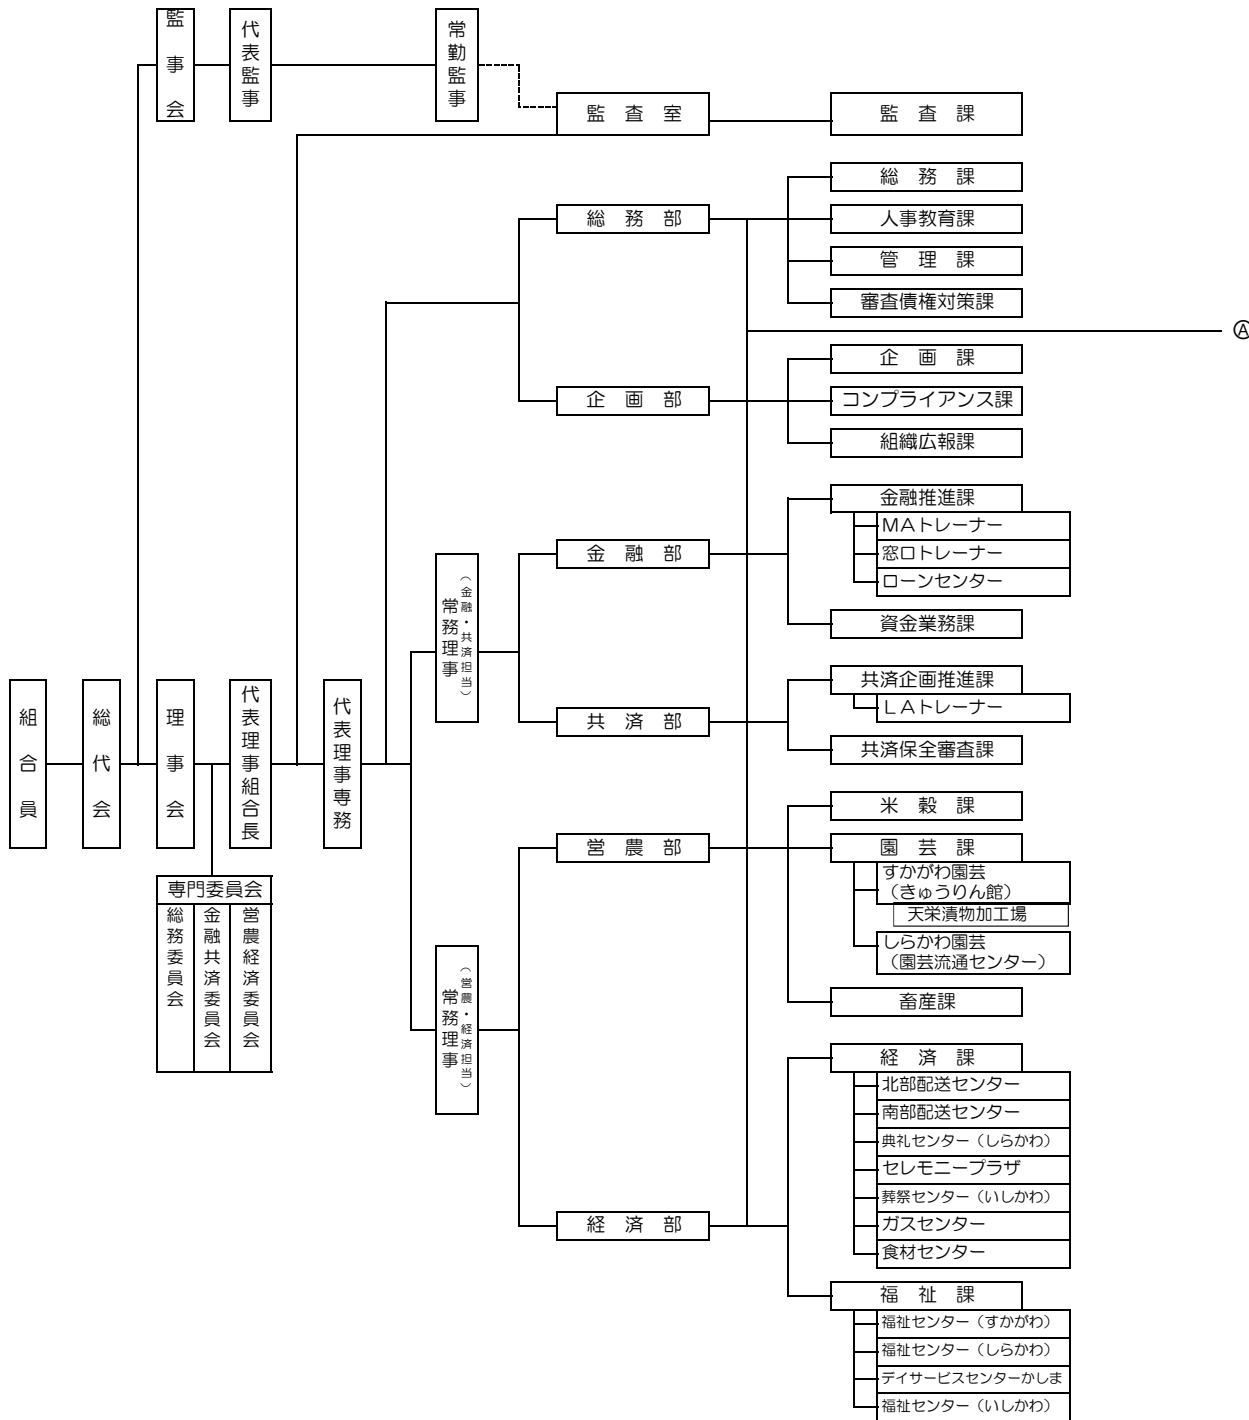 監事会
代表監事
常勤監事
監査室
監査課
総務課
総務部
人事教育課
管理課
審査債権対策課
Ⓐ
企画課
企画部
コンプライアンス課
組織広報課
金融推進課
MAトレーナー
金融部
窓口トレーナー
ローンセンター
資金業務課
常務理事
（金融・共済担当）
共済企画推進課
LAトレーナー
共済部
共済保全審査課
組合員
総代会
理事会
代表理事組合長
代表理事専務
米穀課
営農部
園芸課
すかがわ園芸
（きゅうりん館）
天栄漬物加工場
しらかわ園芸
（園芸流通センター）
畜産課
専門委員会
総務委員会
金融共済委員会
営農経済委員会
常務理事
（営農・経済担当）
経済課
北部配送センター
南部配送センター
典礼センター（しらかわ）
セレモニープラザ
葬祭センター（いしかわ）
経済部
ガスセンター
食材センター
福祉課
福祉センター（すかがわ）
福祉センター（しらかわ）
デイサービスセンターかしま
福祉センター（いしかわ）